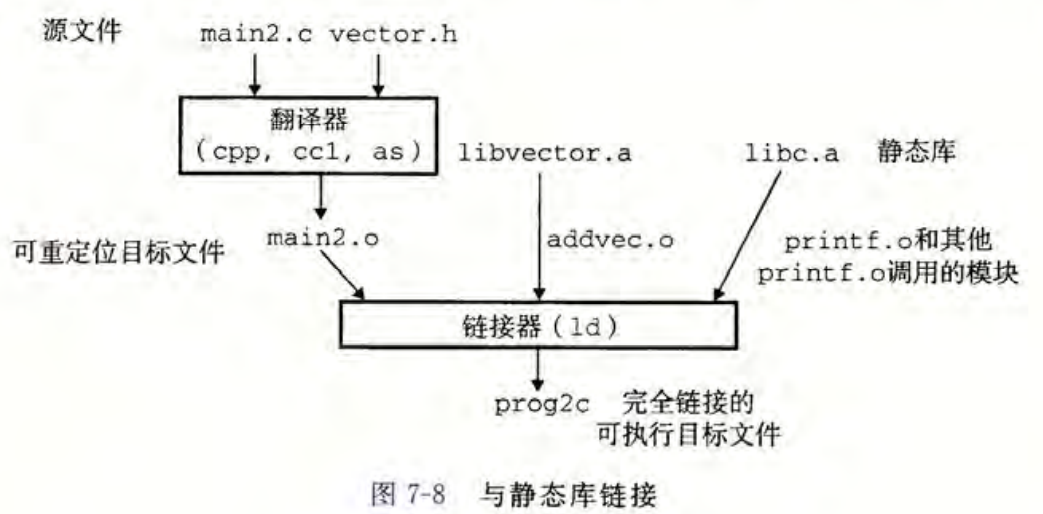 源文件 main2.c vector.h
翻译器
(cpp, cc1, as) libvector.a libc.a 静态库
可重定位目标文件 main2.o addvec.o printf.o和其他
printf.o调用的模块
链接器(ld)
prog2c 完全链接的
可执行目标文件
图 7-8 与静态库链接